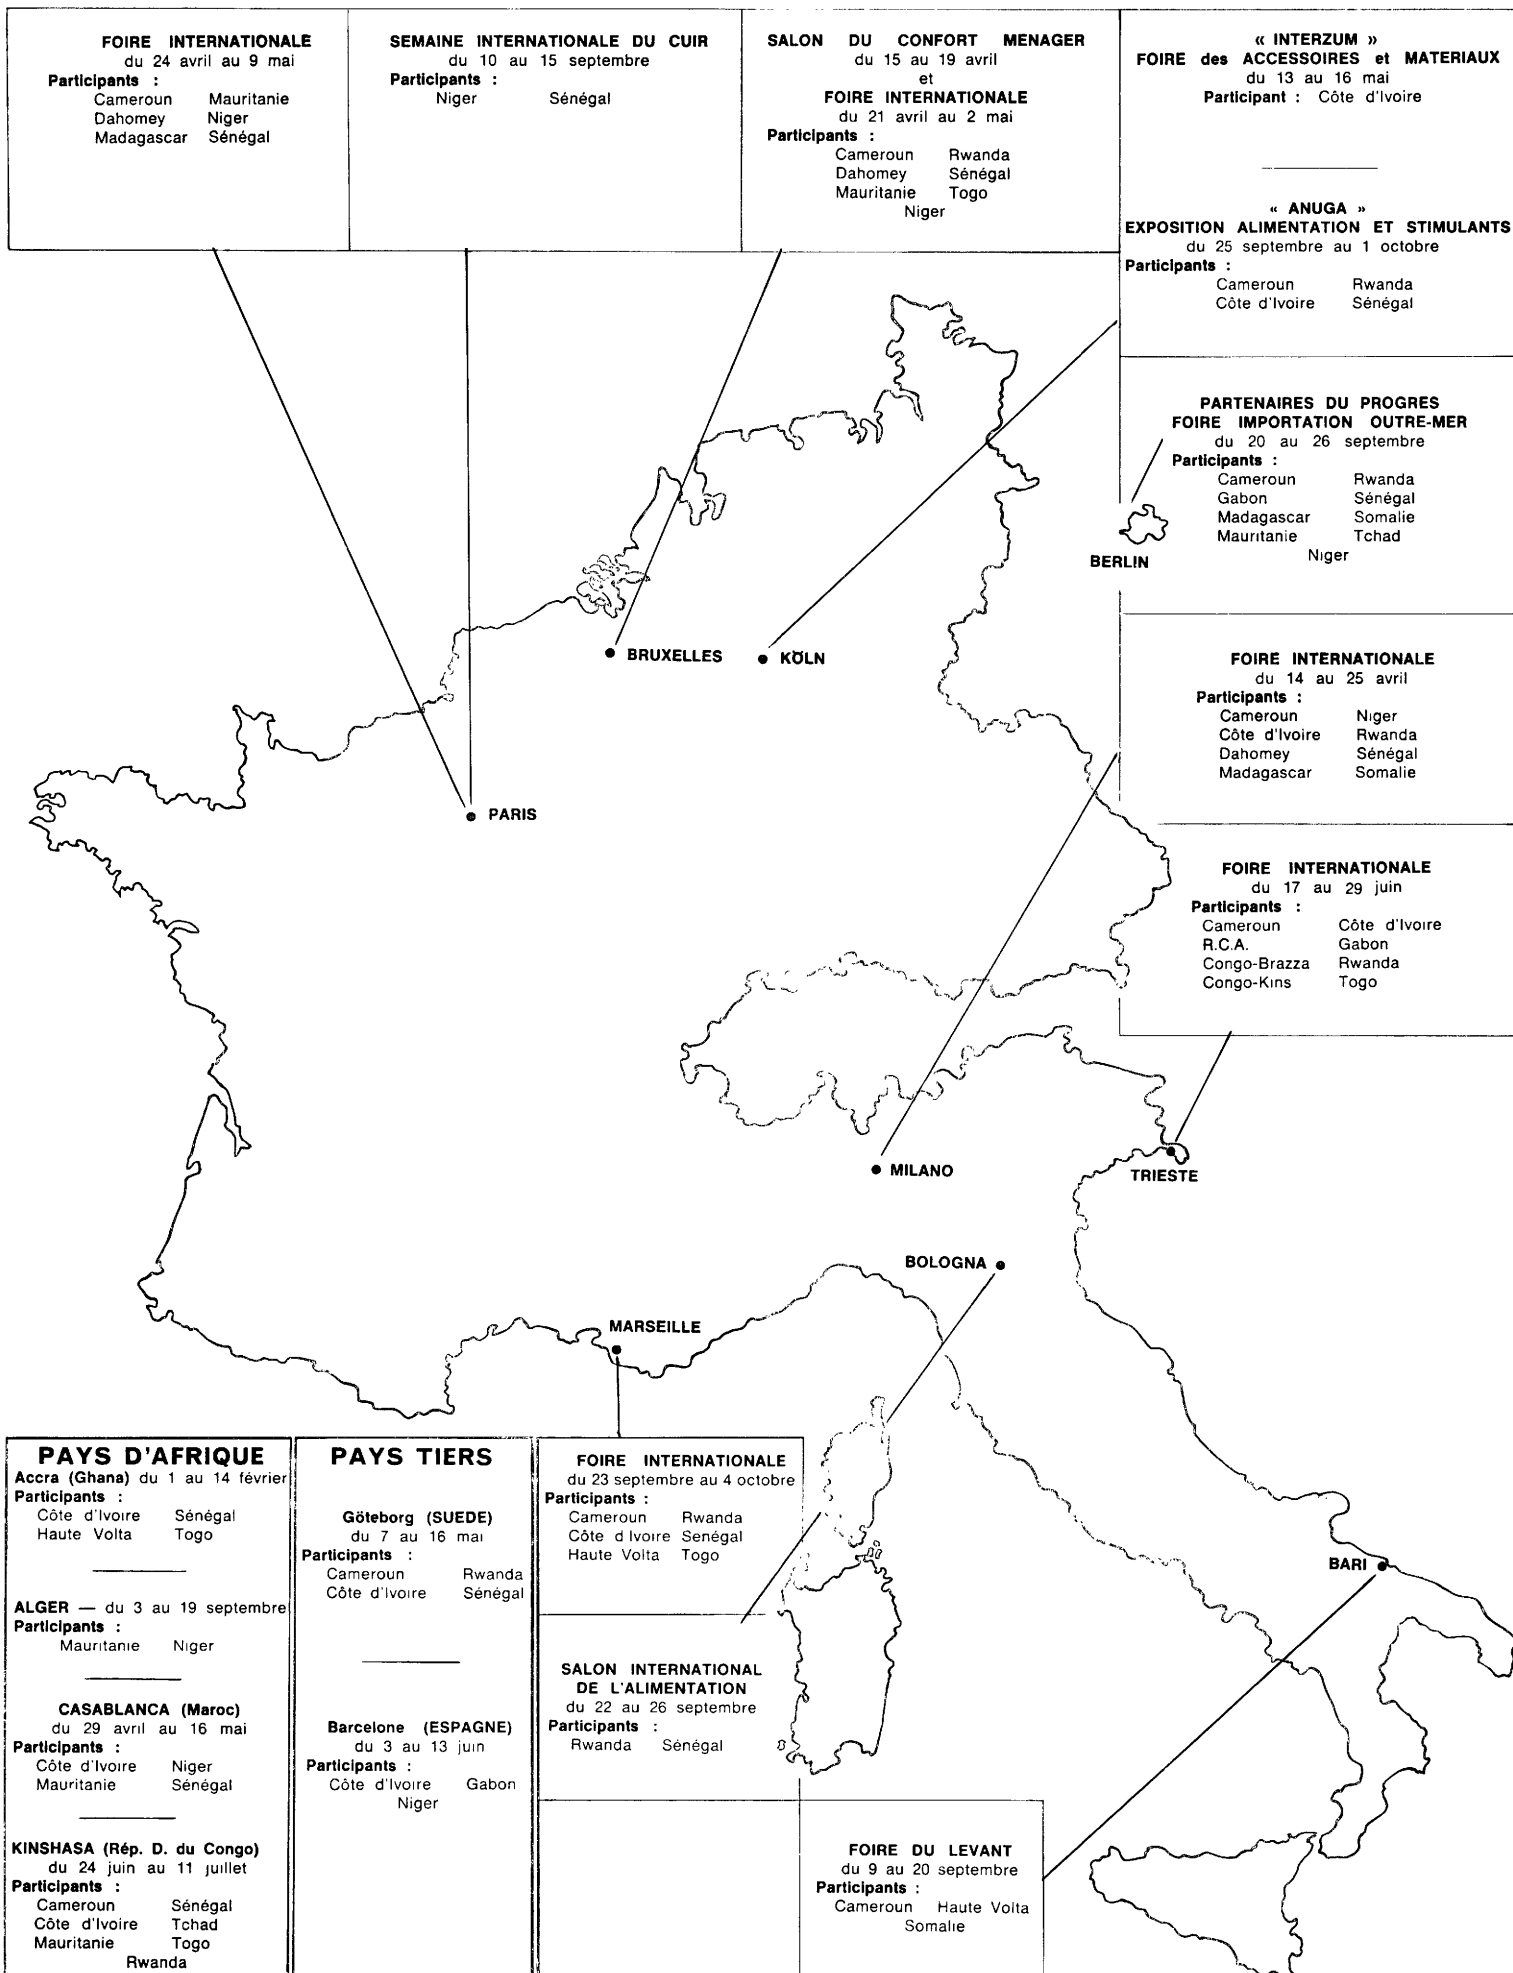 FOIRE INTERNATIONALE
du 24 avril au 9 mai
Participants :
Cameroun Mauritanie
Dahomey Niger
Madagascar Sénégal
SEMAINE INTERNATIONALE DU CUIR
du 10 au 15 septembre
Participants :
Niger Sénégal
SALON DU CONFORT MENAGER
du 15 au 19 avril
et
FOIRE INTERNATIONALE
du 21 avril au 2 mai
Participants :
Cameroun Rwanda
Dahomey Sénégal
Mauritanie Togo
Niger
« INTERZUM »
FOIRE des ACCESSOIRES et MATERIAUX
du 13 au 16 mai
Participant : Côte d'Ivoire
« ANUGA »
EXPOSITION ALIMENTATION ET STIMULANTS
du 25 septembre au 1 octobre
Participants :
Cameroun Rwanda
Côte d'Ivoire Sénégal
PARTENAIRES DU PROGRES
FOIRE IMPORTATION OUTRE-MER
du 20 au 26 septembre
Participants :
Cameroun Rwanda
Gabon Sénégal
Madagascar Somalie
Mauritanie Tchad
Niger
BERLIN
BRUXELLES
KÖLN
FOIRE INTERNATIONALE
du 14 au 25 avril
Participants :
Cameroun Niger
Côte d'Ivoire Rwanda
Dahomey Sénégal
Madagascar Somalie
PARIS
FOIRE INTERNATIONALE
du 17 au 29 juin
Participants :
Cameroun Côte d'Ivoire
R.C.A. Gabon
Congo-Brazza Rwanda
Congo-Kins Togo
MILANO
TRIESTE
BOLOGNA
MARSEILLE
BARI
PAYS D'AFRIQUE
Accra (Ghana) du 1 au 14 février
Participants :
Côte d'Ivoire Sénégal
Haute Volta Togo
ALGER — du 3 au 19 septembre
Participants :
Mauritanie Niger
CASABLANCA (Maroc)
du 29 avril au 16 mai
Participants :
Côte d'Ivoire Niger
Mauritanie Sénégal
KINSHASA (Rép. D. du Congo)
du 24 juin au 11 juillet
Participants :
Cameroun Sénégal
Côte d'Ivoire Tchad
Mauritanie Togo
Rwanda
PAYS TIERS
Göteborg (SUEDE)
du 7 au 16 mai
Participants :
Cameroun Rwanda
Côte d'Ivoire Sénégal
Barcelone (ESPAGNE)
du 3 au 13 juin
Participants :
Côte d'Ivoire Gabon
Niger
FOIRE INTERNATIONALE
du 23 septembre au 4 octobre
Participants :
Cameroun Rwanda
Côte d Ivoire Senégal
Haute Volta Togo
SALON INTERNATIONAL
DE L'ALIMENTATION
du 22 au 26 septembre
Participants :
Rwanda Sénégal
FOIRE DU LEVANT
du 9 au 20 septembre
Participants :
Cameroun Haute Volta
Somalie